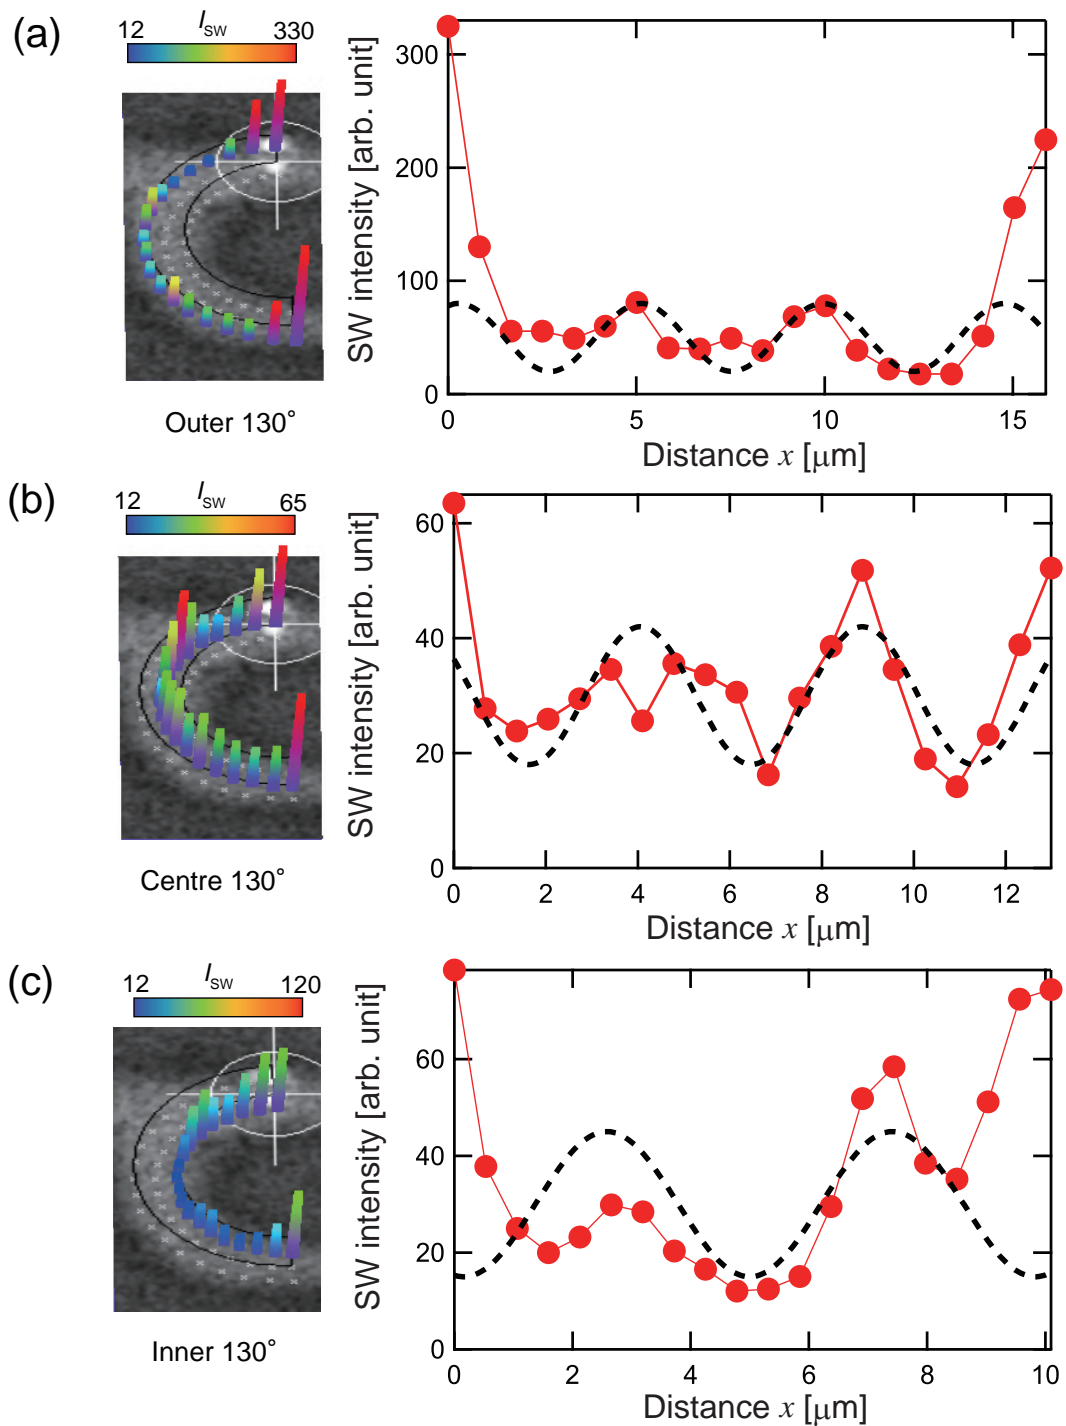 (a)
I_SW
12 330
Outer 130°
SW intensity [arb. unit]
300
200
100
0
0 5 10 15
Distance x [μm]
(b)
I_SW
12 65
Centre 130°
SW intensity [arb. unit]
60
40
20
0
0 2 4 6 8 10 12
Distance x [μm]
(c)
I_SW
12 120
Inner 130°
SW intensity [arb. unit]
60
40
20
0
0 2 4 6 8 10
Distance x [μm]